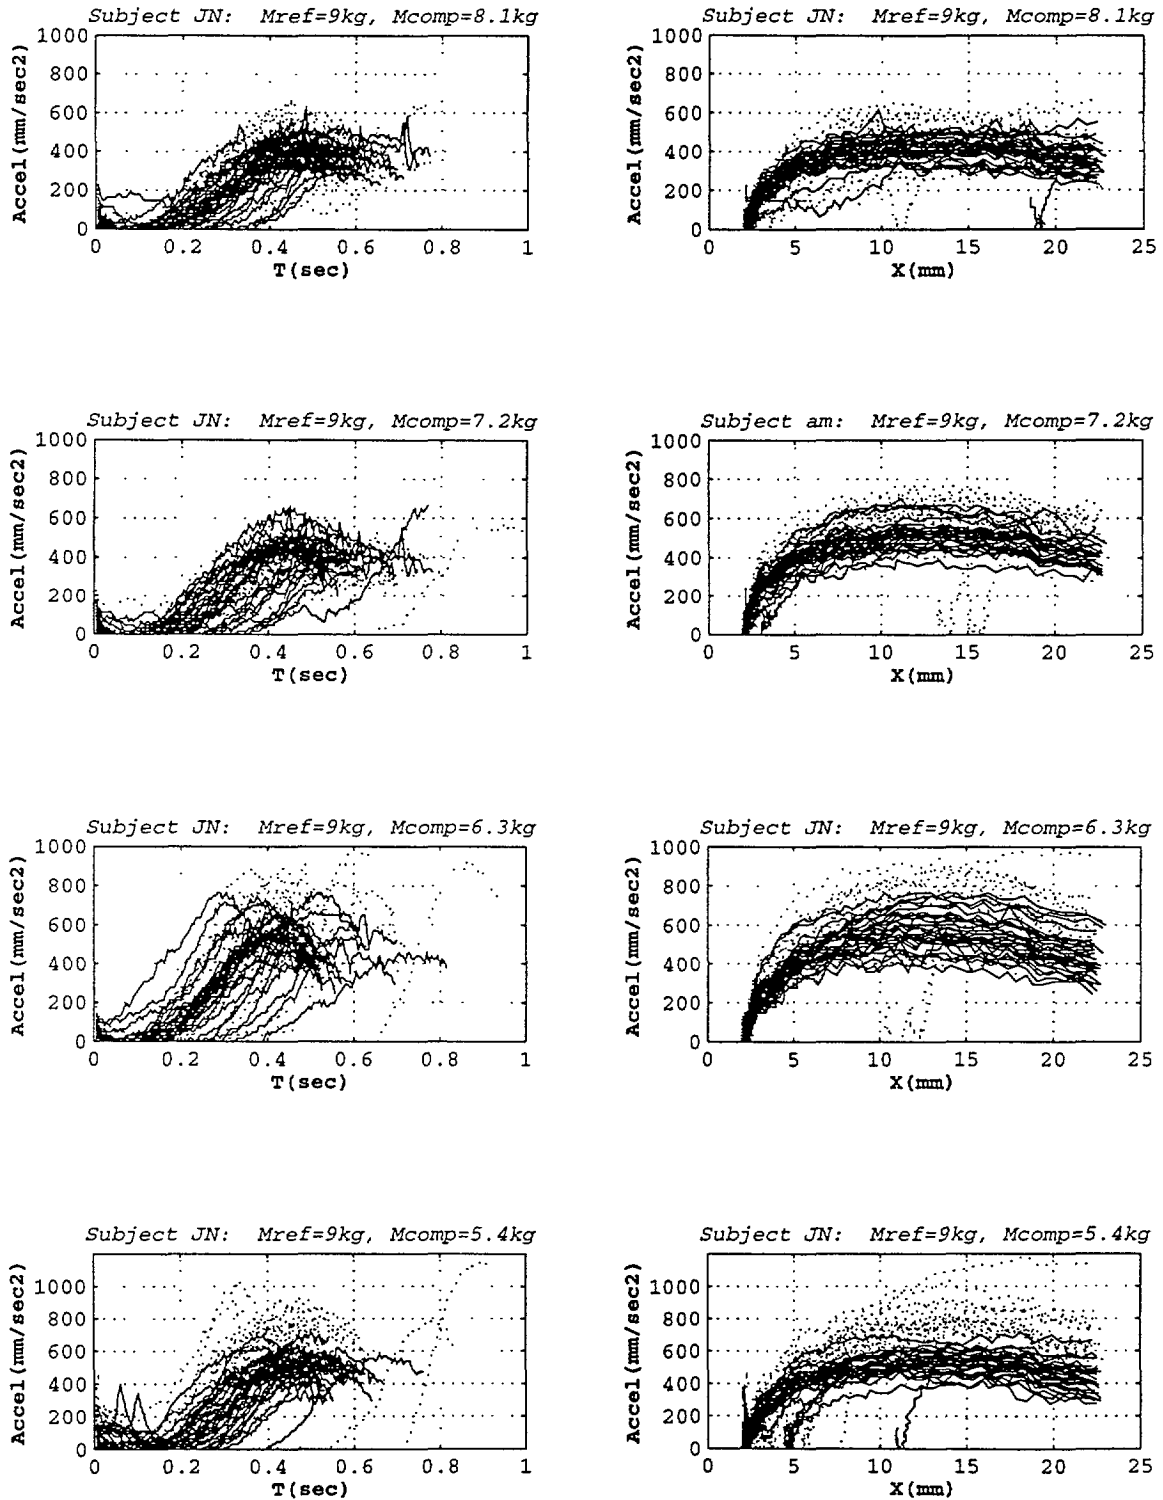 Subject JN: Mref=9kg, Mcomp=8.1kg
Accel(mm/sec2)
1000
800
600
400
200
0
0 0.2 0.4 0.6 0.8 1
T(sec)
Subject JN: Mref=9kg, Mcomp=8.1kg
Accel(mm/sec2)
1000
800
600
400
200
0
0 5 10 15 20 25
X(mm)
Subject JN: Mref=9kg, Mcomp=7.2kg
Accel(mm/sec2)
1000
800
600
400
200
0
0 0.2 0.4 0.6 0.8 1
T(sec)
Subject am: Mref=9kg, Mcomp=7.2kg
Accel(mm/sec2)
1000
800
600
400
200
0
0 5 10 15 20 25
X(mm)
Subject JN: Mref=9kg, Mcomp=6.3kg
Accel(mm/sec2)
1000
800
600
400
200
0
0 0.2 0.4 0.6 0.8 1
T(sec)
Subject JN: Mref=9kg, Mcomp=6.3kg
Accel(mm/sec2)
1000
800
600
400
200
0
0 5 10 15 20 25
X(mm)
Subject JN: Mref=9kg, Mcomp=5.4kg
Accel(mm/sec2)
1000
800
600
400
200
0
0 0.2 0.4 0.6 0.8 1
T(sec)
Subject JN: Mref=9kg, Mcomp=5.4kg
Accel(mm/sec2)
1000
800
600
400
200
0
0 5 10 15 20 25
X(mm)